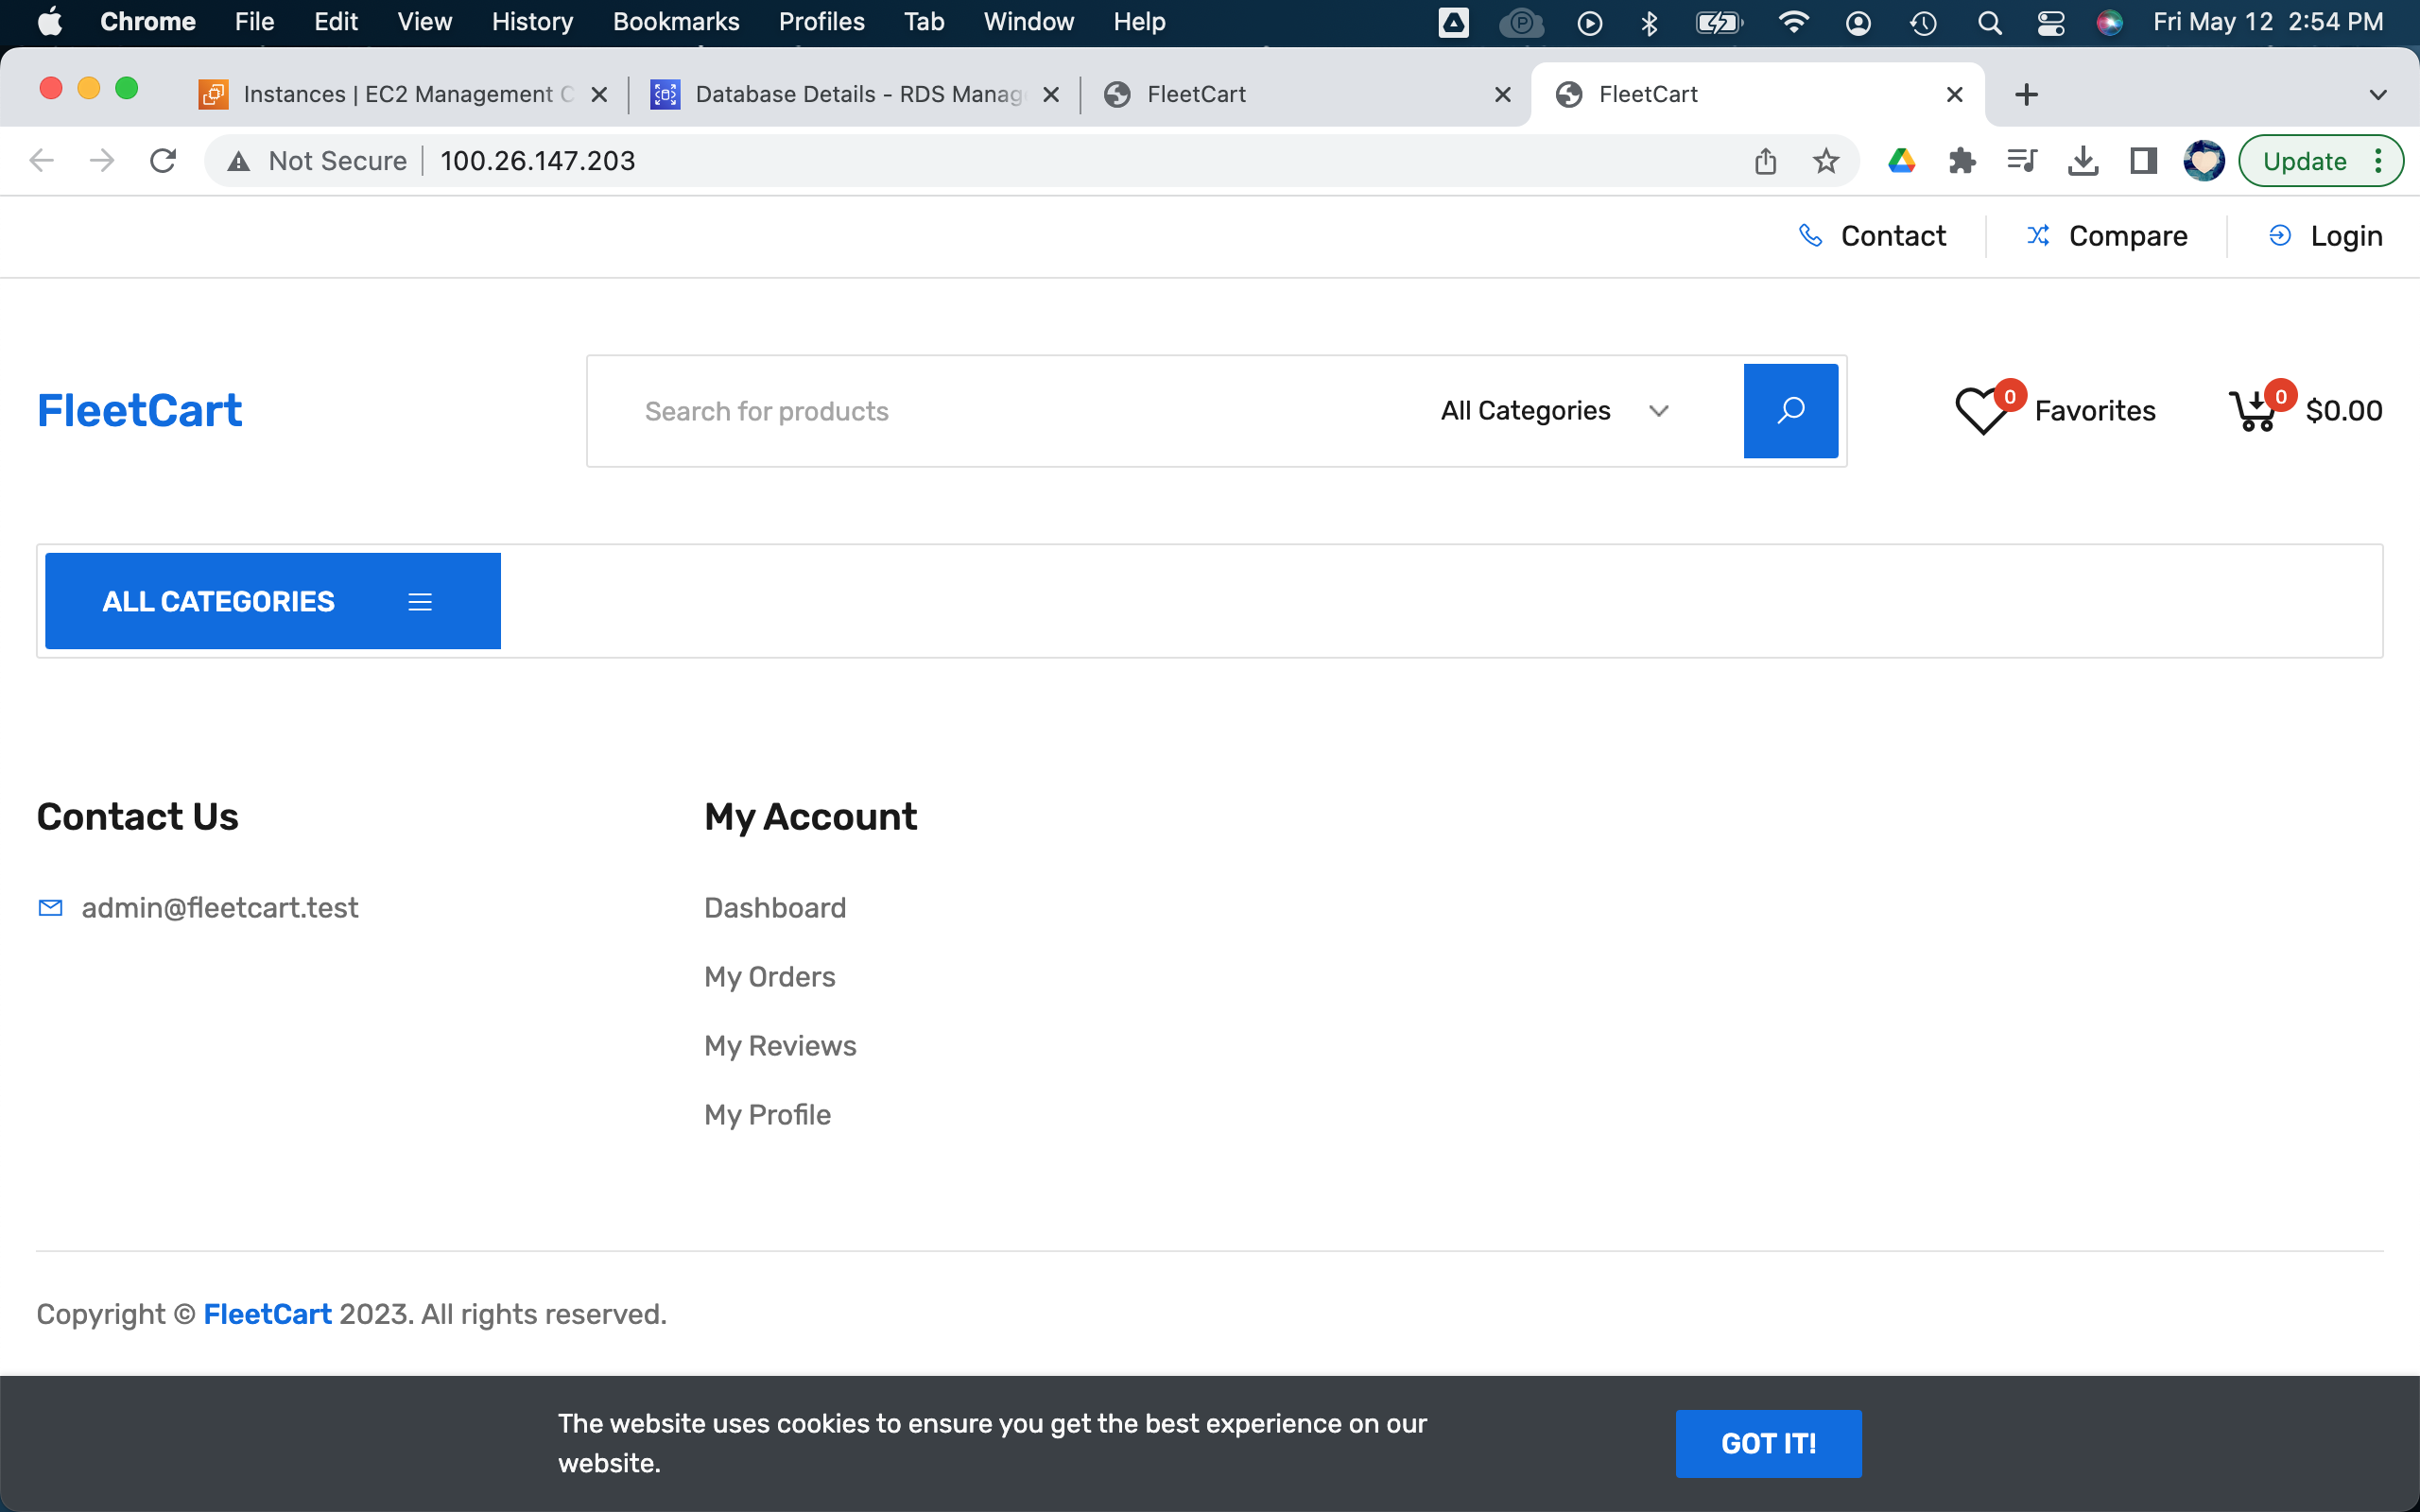 Chrome File Edit View History Bookmarks Profiles Tab Window Help Fri May 12 2:54 PM
Instances | EC2 Management C Database Details - RDS Manag FleetCart FleetCart
Not Secure 100.26.147.203 Update
Contact Compare Login
FleetCart Search for products All Categories 0 Favorites 0 $0.00
ALL CATEGORIES
Contact Us My Account
admin@fleetcart.test Dashboard
My Orders
My Reviews
My Profile
Copyright © FleetCart 2023. All rights reserved.
The website uses cookies to ensure you get the best experience on our
website.
GOT IT!